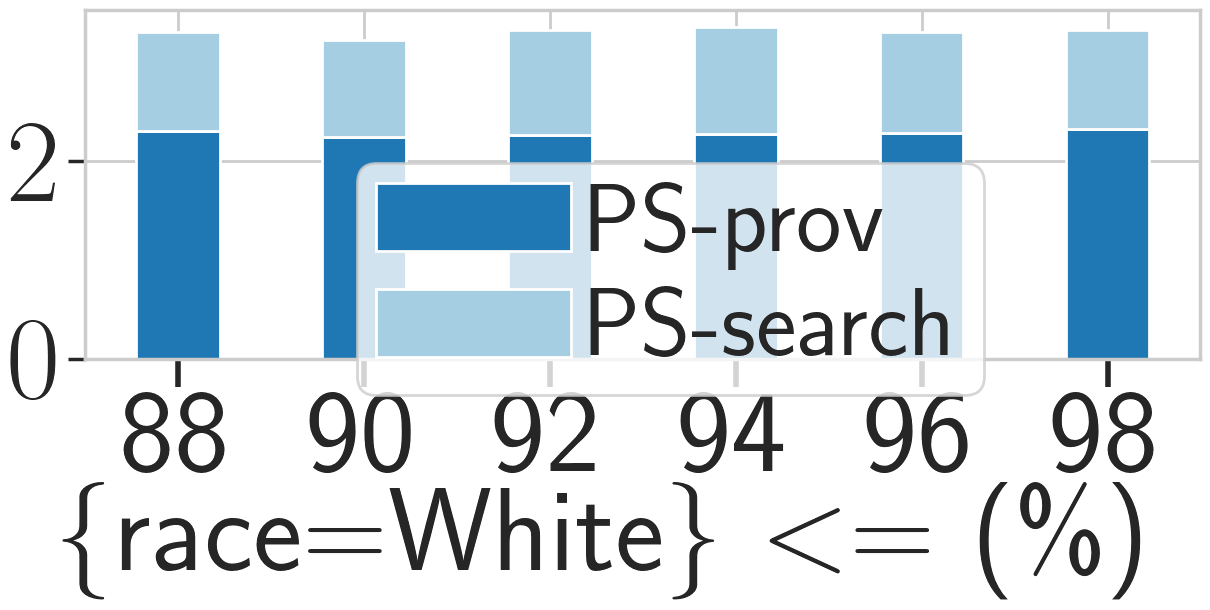 2
0
PS-prov
PS-search
88 90 92 94 96 98
{race=White} <= (%)